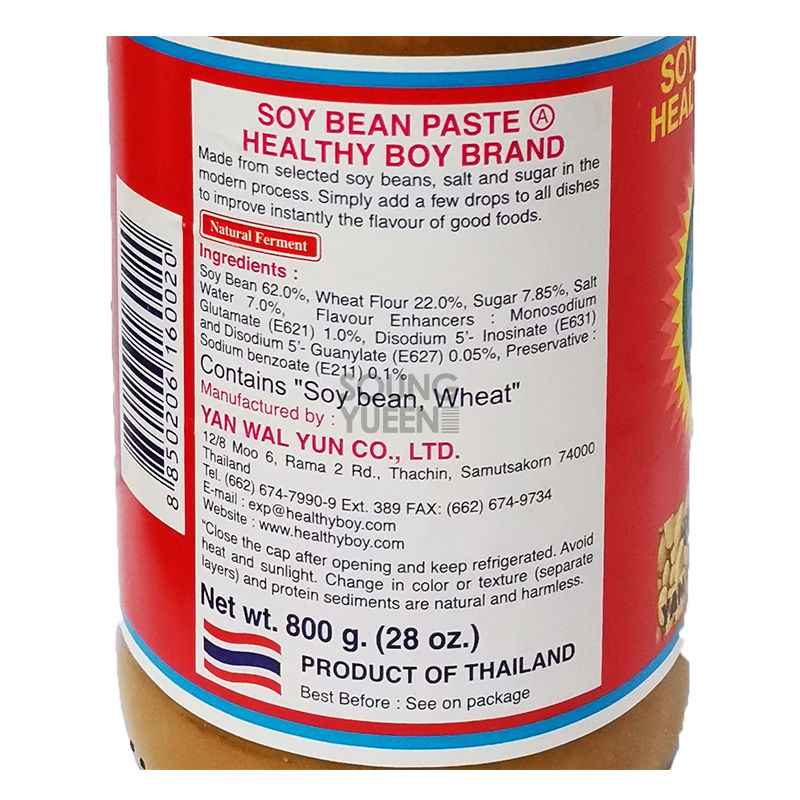 SOY BEAN PASTE Ⓐ
HEALTHY BOY BRAND
Made from selected soy beans, salt and sugar in the
modern process. Simply add a few drops to all dishes
to improve instantly the flavour of good foods.
Natural Ferment
Ingredients :
Soy Bean 62.0%, Wheat Flour 22.0%, Sugar 7.85%, Salt
Water 7.0%, Flavour Enhancers : Monosodium
Glutamate (E621) 1.0%, Disodium 5'- Inosinate (E631)
and Disodium 5'- Guanylate (E627) 0.05%, Preservative :
Sodium benzoate (E211) 0.1%
Contains "Soy bean, Wheat"
Manufactured by :
YAN WAL YUN CO., LTD.
12/8 Moo 6, Rama 2 Rd., Thachin, Samutsakorn 74000
Thailand
Tel. (662) 674-7990-9 Ext. 389 FAX: (662) 674-9734
E-mail : exp@healthyboy.com
Website : www.healthyboy.com
"Close the cap after opening and keep refrigerated. Avoid
heat and sunlight. Change in color or texture (separate
layers) and protein sediments are natural and harmless.
Net wt. 800 g. (28 oz.)
PRODUCT OF THAILAND
Best Before : See on package
8 850206 160020
SOUNG
YUEEN
SOY
HEAL